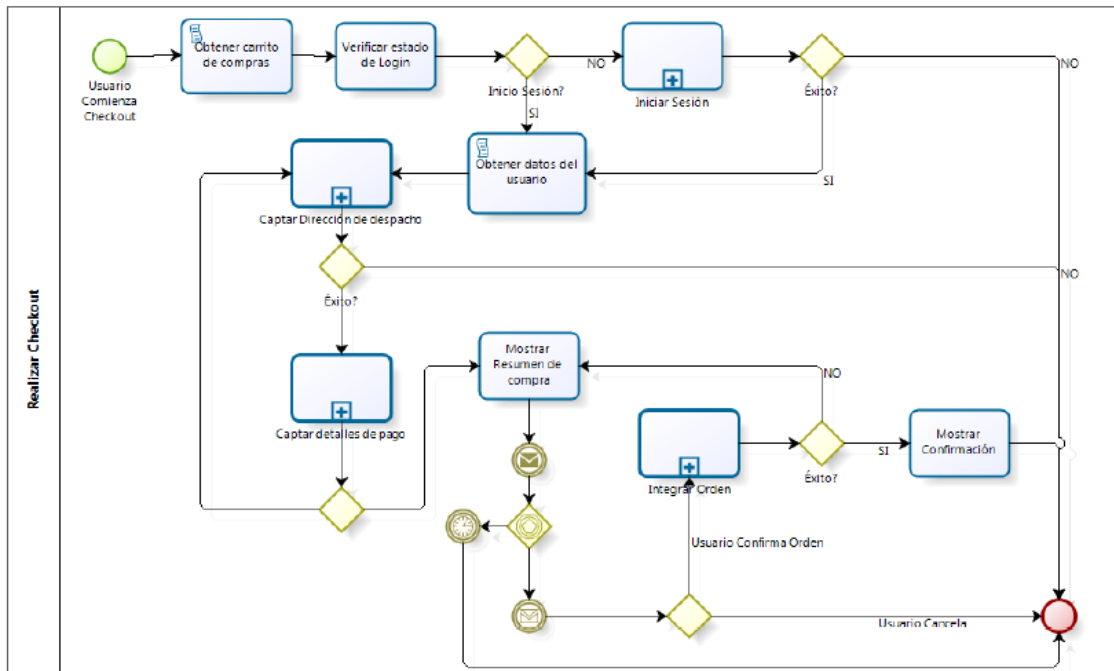 Realizar Checkout
Usuario
Comienza
Checkout
Obtener carrito
de compras
Verificar estado
de Login
Inicio Sesión?
NO
SI
Iniciar Sesión
Éxito?
NO
SI
Obtener datos del
usuario
Captar Dirección de despacho
Éxito?
NO
Captar detalles de pago
Mostrar
Resumen de
compra
NO
Integrar Orden
Éxito?
SI
Mostrar
Confirmación
Usuario Confirma Orden
Usuario Cancela